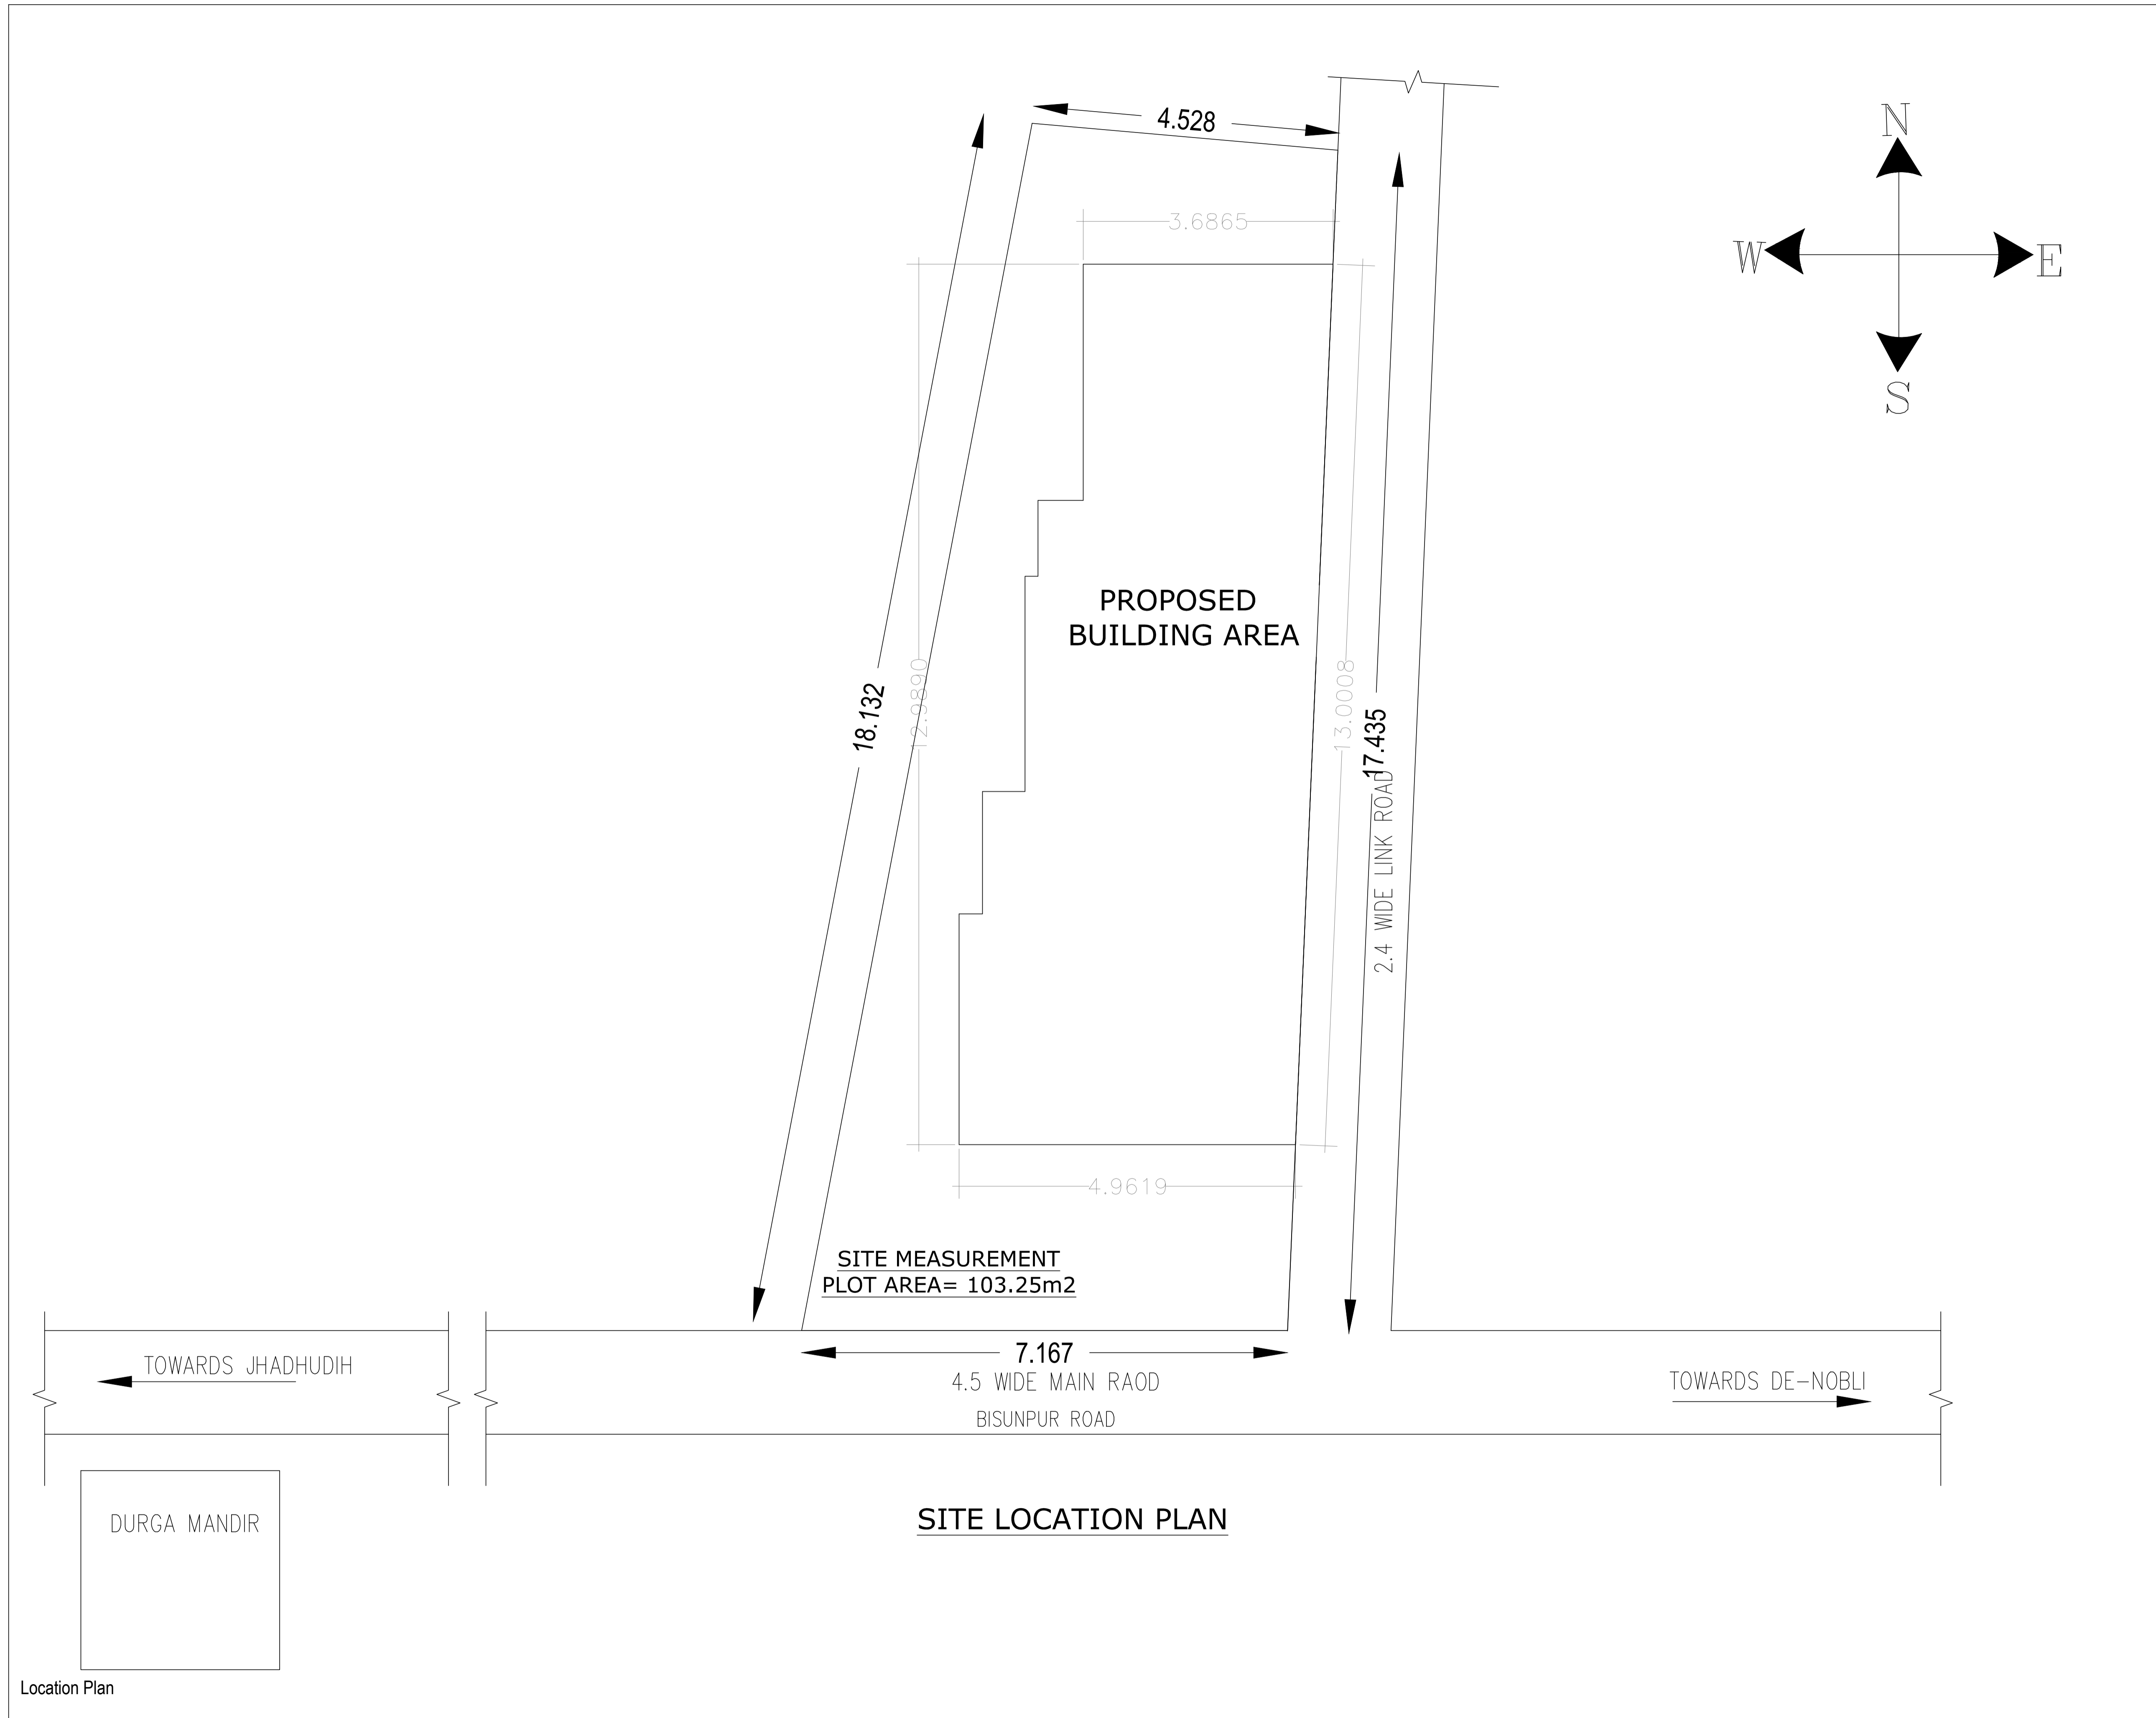 N
4.528
3.6865
W
E
S
PROPOSED
BUILDING AREA
18.132
12.9890
13.0008
17.435
2.4 WIDE LINK ROAD
4.9619
SITE MEASUREMENT
PLOT AREA= 103.25m2
7.167
TOWARDS JHADHUDIH
4.5 WIDE MAIN RAOD
TOWARDS DE-NOBLI
BISUNPUR ROAD
SITE LOCATION PLAN
DURGA MANDIR
Location Plan